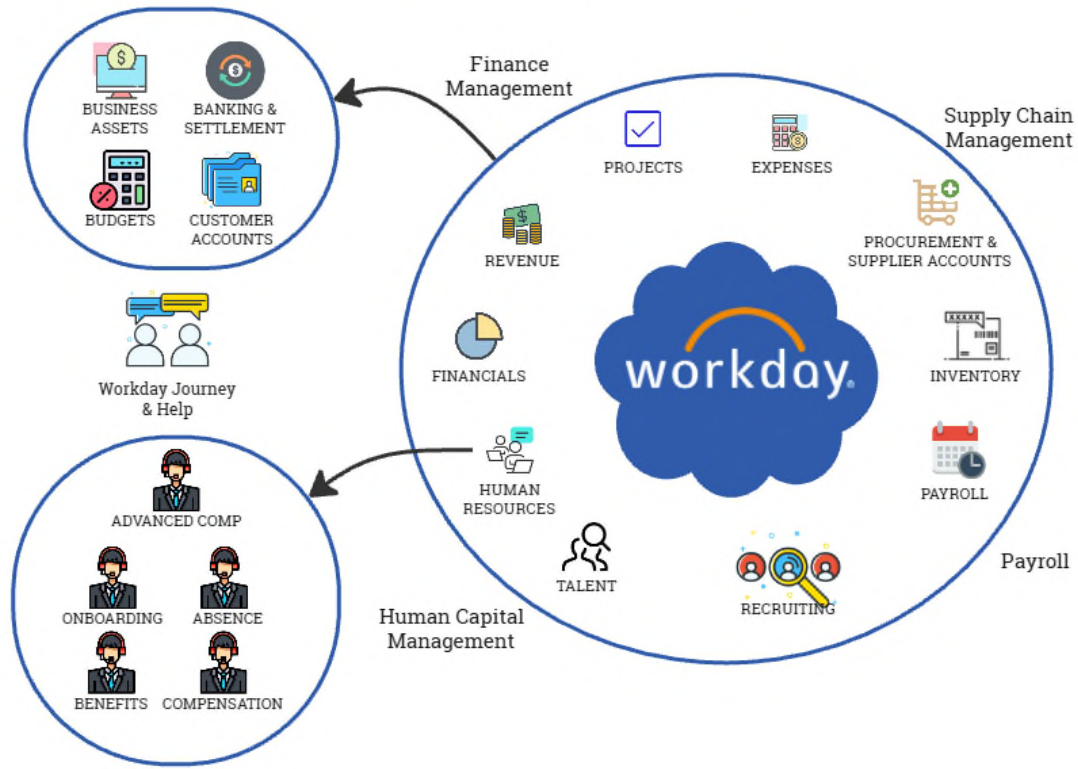 BUSINESS
ASSETS
BANKING &
SETTLEMENT
BUDGETS
CUSTOMER
ACCOUNTS
Workday Journey
& Help
ADVANCED COMP
ONBOARDING
ABSENCE
BENEFITS
COMPENSATION
Finance
Management
Supply Chain
Management
PROJECTS
EXPENSES
REVENUE
PROCUREMENT &
SUPPLIER ACCOUNTS
workday.
FINANCIALS
XXXXX
INVENTORY
HUMAN
RESOURCES
PAYROLL
TALENT
RECRUITING
Payroll
Human Capital
Management